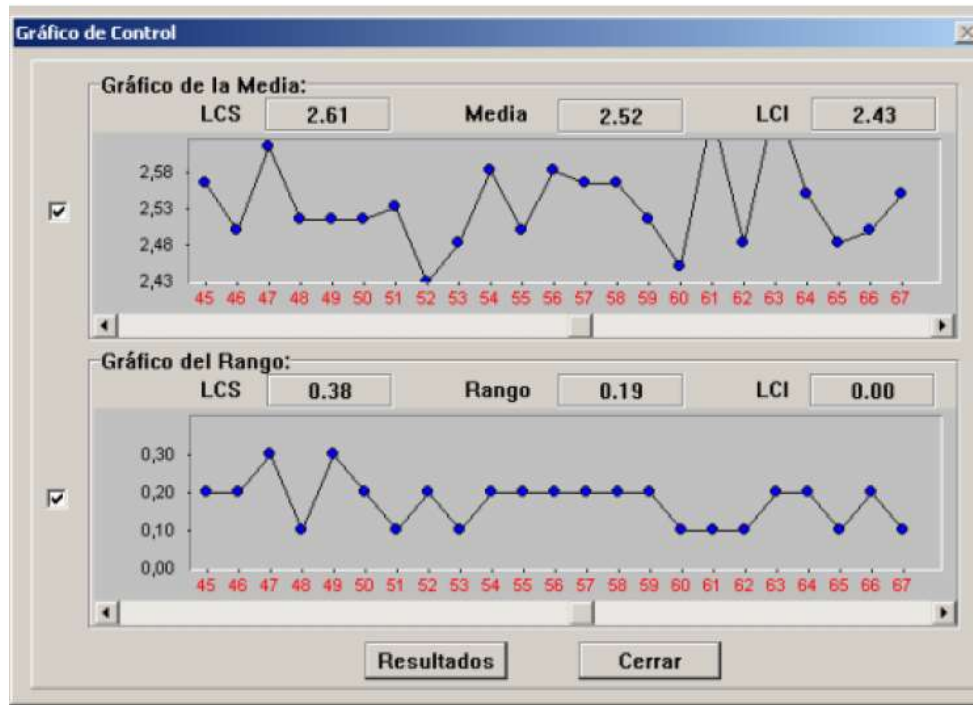 Gráfico de Control
Gráfico de la Media:
LCS 2.61 Media 2.52 LCI 2.43
2,58
2,53
2,48
2,43
45 46 47 48 49 50 51 52 53 54 55 56 57 58 59 60 61 62 63 64 65 66 67
Gráfico del Rango:
LCS 0.38 Rango 0.19 LCI 0.00
0,30
0,20
0,10
0,00
45 46 47 48 49 50 51 52 53 54 55 56 57 58 59 60 61 62 63 64 65 66 67
Resultados Cerrar